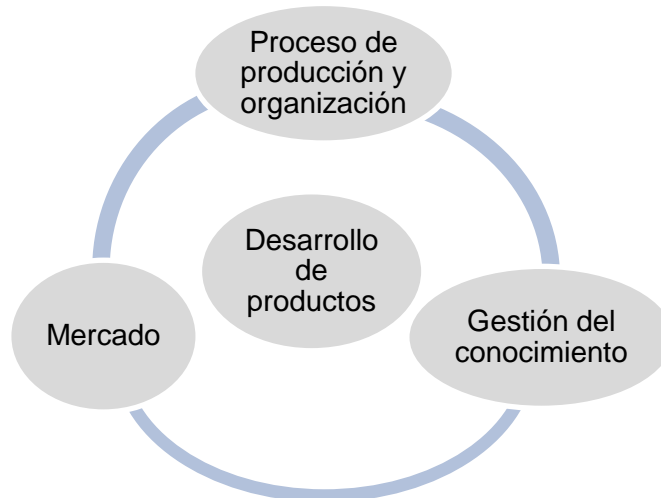 Proceso de
producción y
organización
Desarrollo
de
productos
Mercado
Gestión del
conocimiento